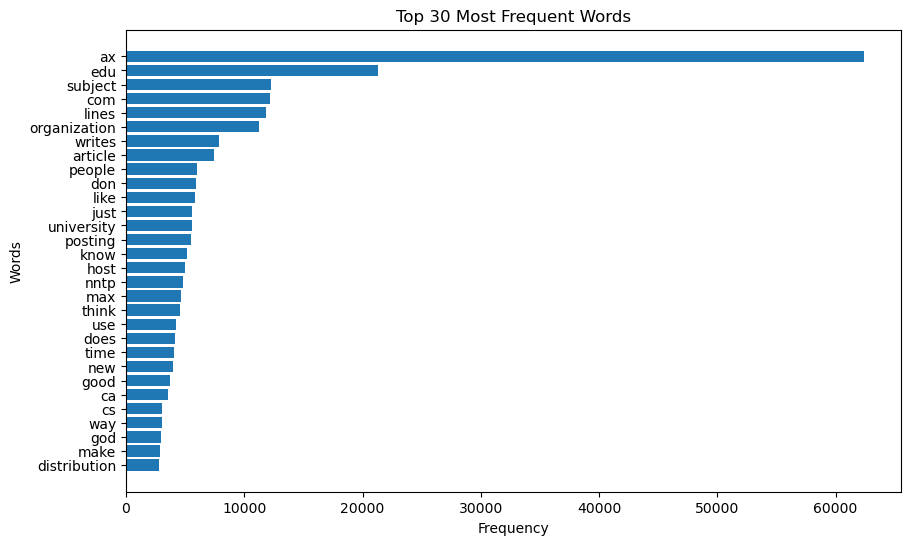 Top 30 Most Frequent Words
Words
ax
edu
subject
com
lines
organization
writes
article
people
don
like
just
university
posting
know
host
nntp
max
think
use
does
time
new
good
ca
cs
way
god
make
distribution
0 10000 20000 30000 40000 50000 60000
Frequency